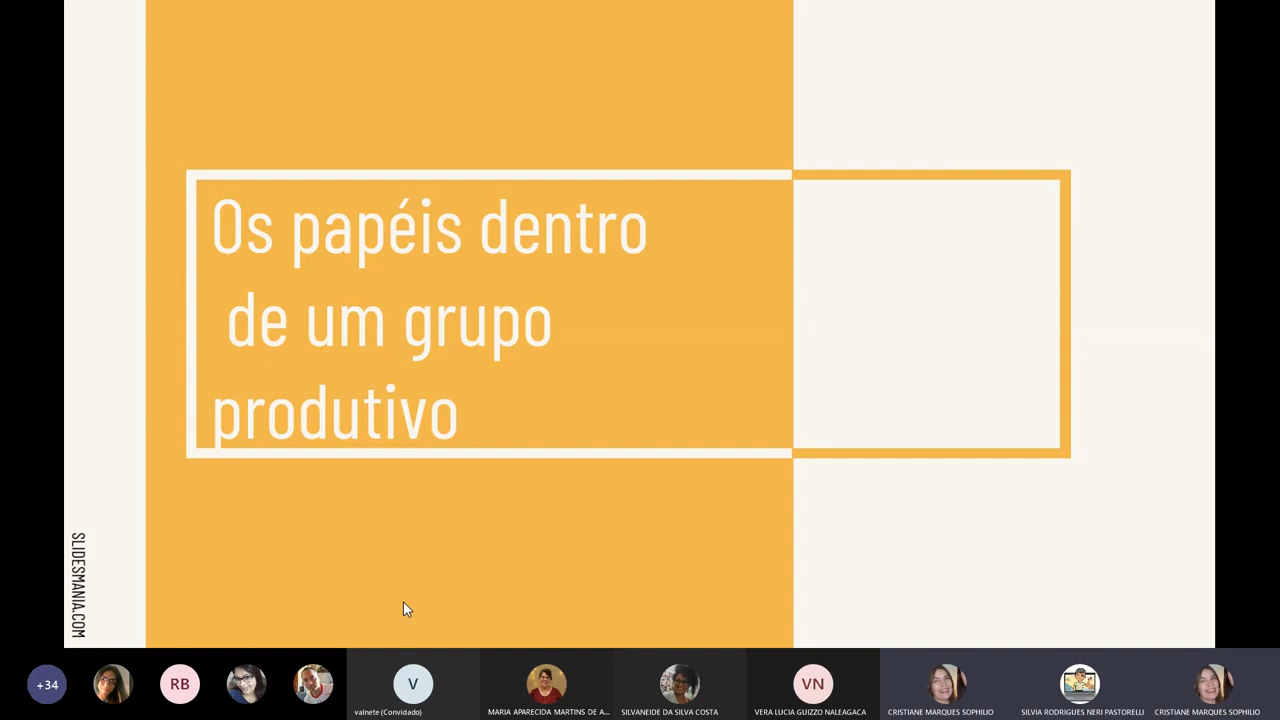 Os papéis dentro
de um grupo
produtivo
SLIDESMANIA.COM
+34
RB
V
valnete (Convidado)
MARIA APARECIDA MARTINS DE A...
SILVANEIDE DA SILVA COSTA
VN
VERA LUCIA GUIZZO NALEAGACA
CRISTIANE MARQUES SOPHILIO
SILVIA RODRIGUES NERI PASTORELLI
CRISTIANE MARQUES SOPHILIO